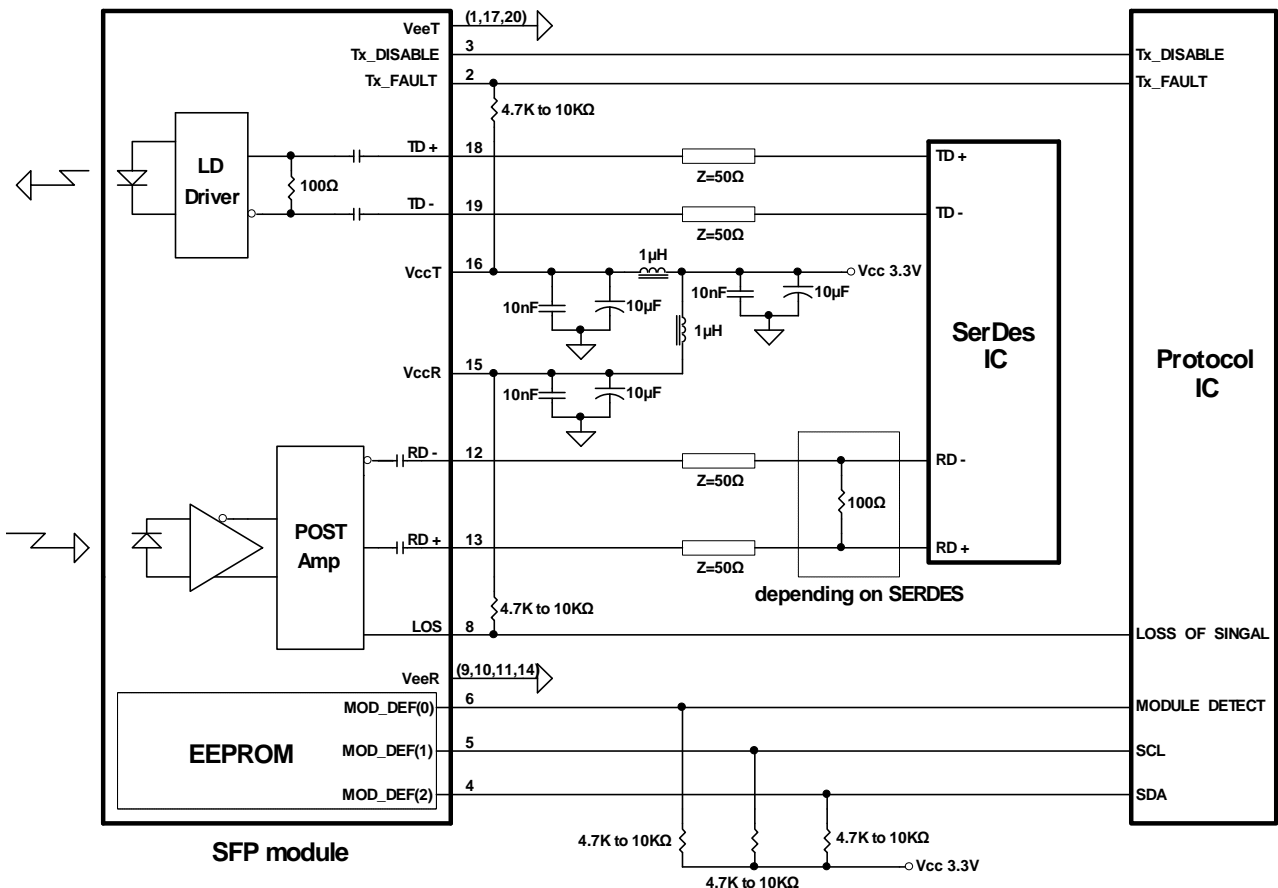 VeeT (1,17,20)
Tx_DISABLE 3 Tx_DISABLE
Tx_FAULT 2 Tx_FAULT
4.7K to 10KΩ
LD
Driver
100Ω
TD + 18 TD +
Z=50Ω
TD - 19 TD -
Z=50Ω
1µH
VccT 16 Vcc 3.3V
10nF 10µF 10nF 10µF
1µH
SerDes
IC
Protocol
IC
VccR 15
10nF 10µF
RD - 12 RD -
Z=50Ω
100Ω
POST
Amp
RD + 13 RD +
Z=50Ω
depending on SERDES
4.7K to 10KΩ
LOS 8 LOSS OF SINGAL
VeeR (9,10,11,14)
MOD_DEF(0) 6 MODULE DETECT
EEPROM MOD_DEF(1) 5 SCL
MOD_DEF(2) 4 SDA
4.7K to 10KΩ 4.7K to 10KΩ
SFP module
Vcc 3.3V
4.7K to 10KΩ